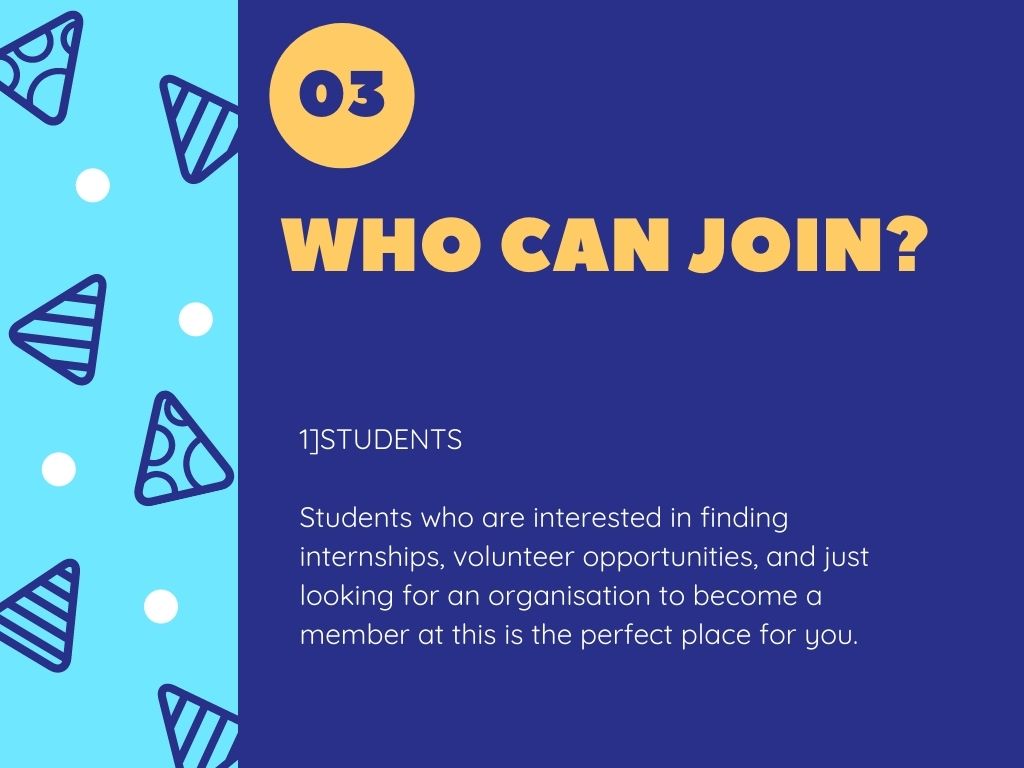 03
WHO CAN JOIN?
1]STUDENTS
Students who are interested in finding
internships, volunteer opportunities, and just
looking for an organisation to become a
member at this is the perfect place for you.